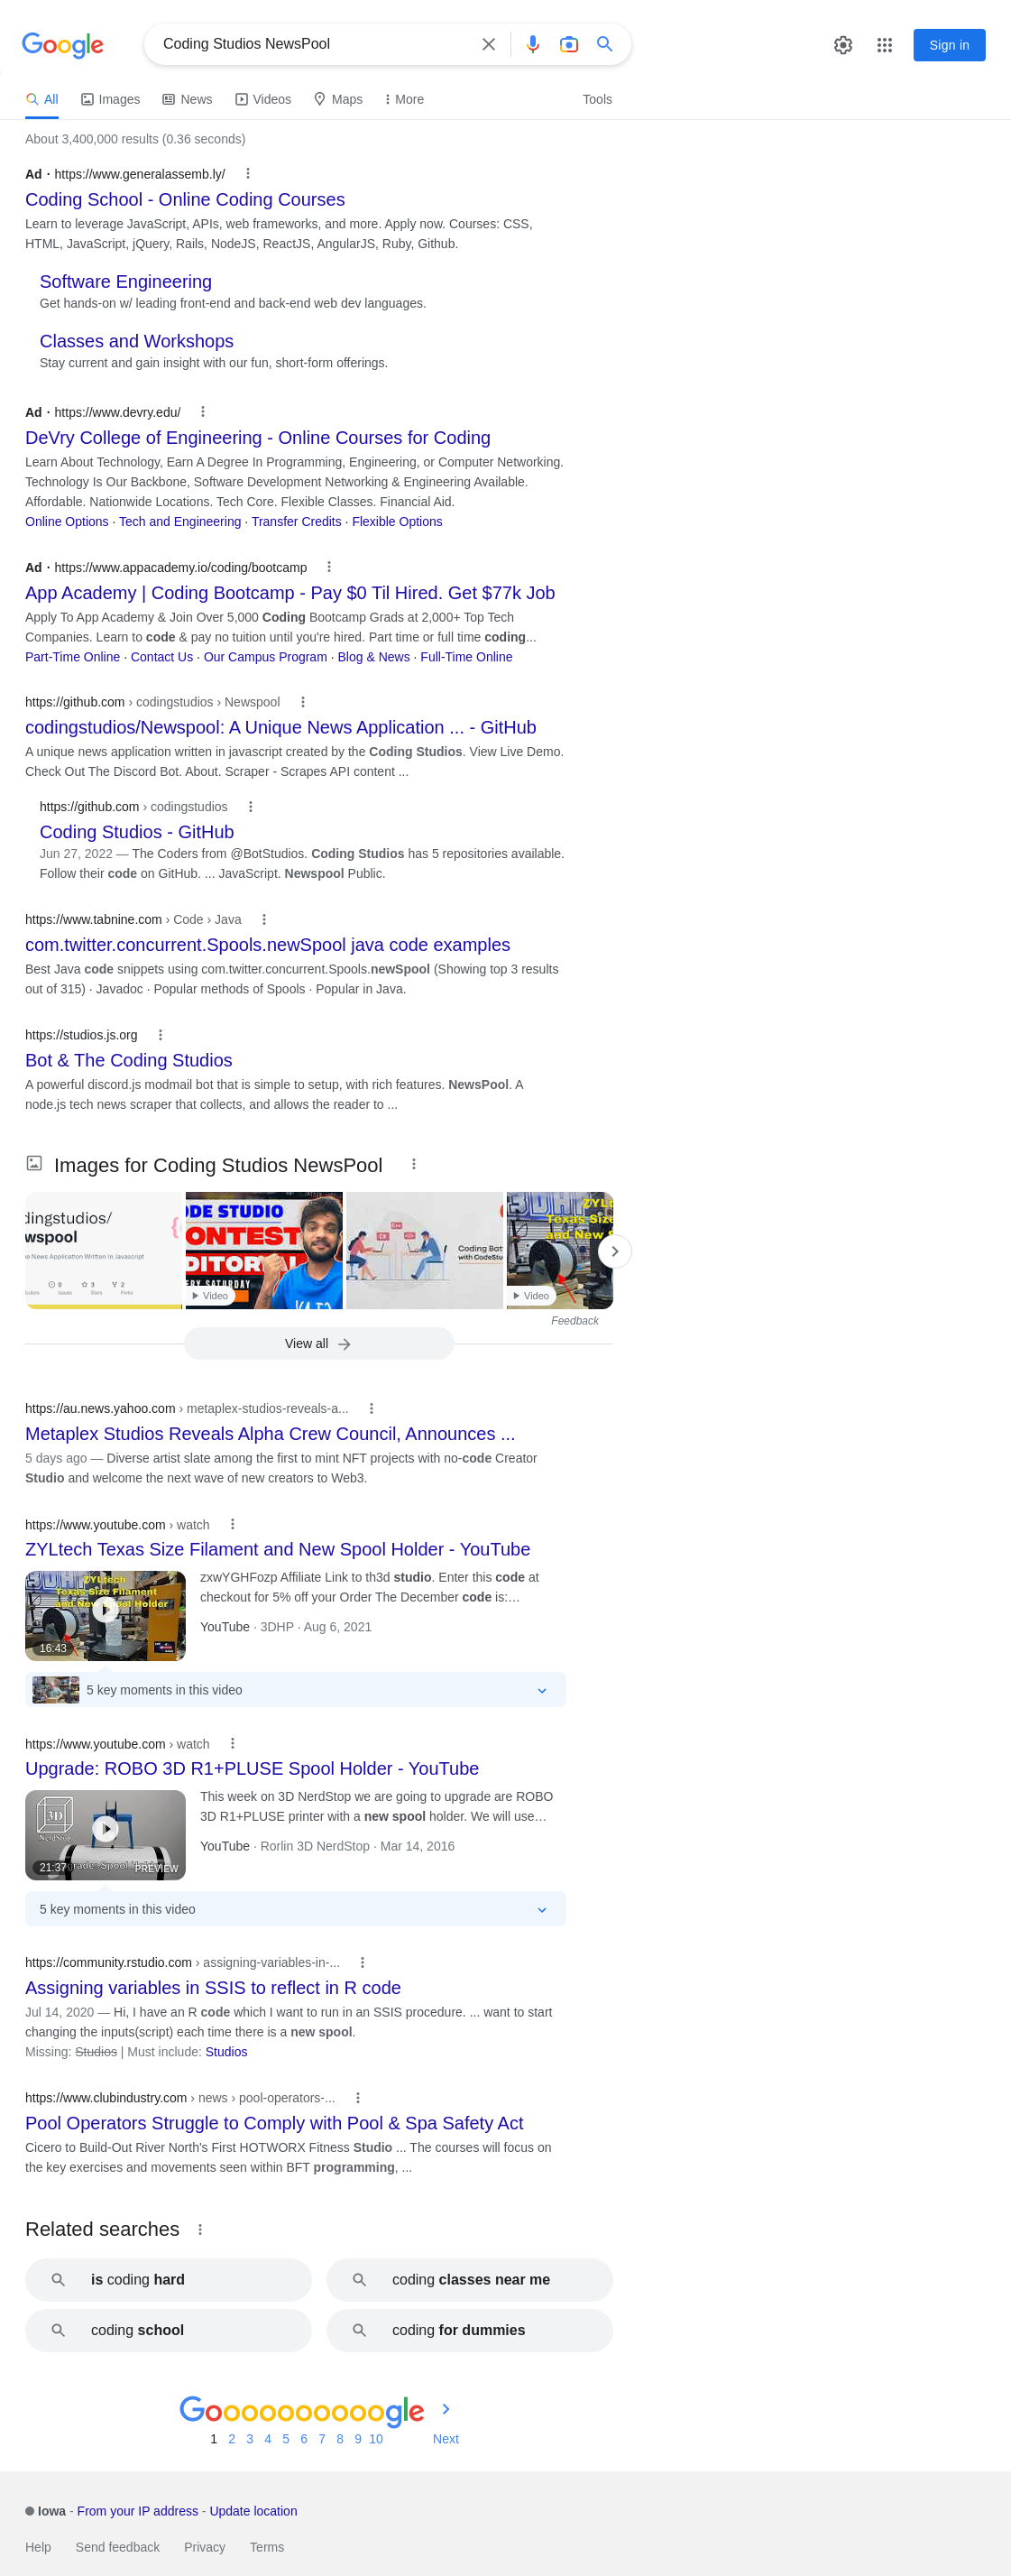 Google
Coding Studios NewsPool
Sign in
All Images News Videos Maps More Tools
About 3,400,000 results (0.36 seconds)
Ad · https://www.generalassemb.ly/
Coding School - Online Coding Courses
Learn to leverage JavaScript, APIs, web frameworks, and more. Apply now. Courses: CSS,
HTML, JavaScript, jQuery, Rails, NodeJS, ReactJS, AngularJS, Ruby, Github.
Software Engineering
Get hands-on w/ leading front-end and back-end web dev languages.
Classes and Workshops
Stay current and gain insight with our fun, short-form offerings.
Ad · https://www.devry.edu/
DeVry College of Engineering - Online Courses for Coding
Learn About Technology, Earn A Degree In Programming, Engineering, or Computer Networking.
Technology Is Our Backbone, Software Development Networking & Engineering Available.
Affordable. Nationwide Locations. Tech Core. Flexible Classes. Financial Aid.
Online Options · Tech and Engineering · Transfer Credits · Flexible Options
Ad · https://www.appacademy.io/coding/bootcamp
App Academy | Coding Bootcamp - Pay $0 Til Hired. Get $77k Job
Apply To App Academy & Join Over 5,000 Coding Bootcamp Grads at 2,000+ Top Tech
Companies. Learn to code & pay no tuition until you're hired. Part time or full time coding...
Part-Time Online · Contact Us · Our Campus Program · Blog & News · Full-Time Online
https://github.com › codingstudios › Newspool
codingstudios/Newspool: A Unique News Application ... - GitHub
A unique news application written in javascript created by the Coding Studios. View Live Demo.
Check Out The Discord Bot. About. Scraper - Scrapes API content ...
https://github.com › codingstudios
Coding Studios - GitHub
Jun 27, 2022 — The Coders from @BotStudios. Coding Studios has 5 repositories available.
Follow their code on GitHub. ... JavaScript. Newspool Public.
https://www.tabnine.com › Code › Java
com.twitter.concurrent.Spools.newSpool java code examples
Best Java code snippets using com.twitter.concurrent.Spools.newSpool (Showing top 3 results
out of 315) · Javadoc · Popular methods of Spools · Popular in Java.
https://studios.js.org
Bot & The Coding Studios
A powerful discord.js modmail bot that is simple to setup, with rich features. NewsPool. A
node.js tech news scraper that collects, and allows the reader to ...
Images for Coding Studios NewsPool
dingstudios/
wspool
e News Application Written In Javascript
0 3 2
Issues Stars Forks
DE STUDIO
CONTEST
DITORIAL
RY SATURDAY
Video
Coding Bot
with CodeStu
ZYLt
Texas Size
and New S
Video
Feedback
View all
https://au.news.yahoo.com › metaplex-studios-reveals-a...
Metaplex Studios Reveals Alpha Crew Council, Announces ...
5 days ago — Diverse artist slate among the first to mint NFT projects with no-code Creator
Studio and welcome the next wave of new creators to Web3.
https://www.youtube.com › watch
ZYLtech Texas Size Filament and New Spool Holder - YouTube
ZYLtech
Texas Size Filament
and New Spool Holder
16:43
zxwYGHFozp Affiliate Link to th3d studio. Enter this code at
checkout for 5% off your Order The December code is:...
YouTube · 3DHP · Aug 6, 2021
5 key moments in this video
https://www.youtube.com › watch
Upgrade: ROBO 3D R1+PLUSE Spool Holder - YouTube
3D
NerdStop
21:37
PREVIEW
This week on 3D NerdStop we are going to upgrade are ROBO
3D R1+PLUSE printer with a new spool holder. We will use...
YouTube · Rorlin 3D NerdStop · Mar 14, 2016
5 key moments in this video
https://community.rstudio.com › assigning-variables-in-...
Assigning variables in SSIS to reflect in R code
Jul 14, 2020 — Hi, I have an R code which I want to run in an SSIS procedure. ... want to start
changing the inputs(script) each time there is a new spool.
Missing: Studios | Must include: Studios
https://www.clubindustry.com › news › pool-operators-...
Pool Operators Struggle to Comply with Pool & Spa Safety Act
Cicero to Build-Out River North's First HOTWORX Fitness Studio ... The courses will focus on
the key exercises and movements seen within BFT programming, ...
Related searches
is coding hard
coding classes near me
coding school
coding for dummies
Goooooooooogle
1 2 3 4 5 6 7 8 9 10 Next
Iowa - From your IP address - Update location
Help Send feedback Privacy Terms